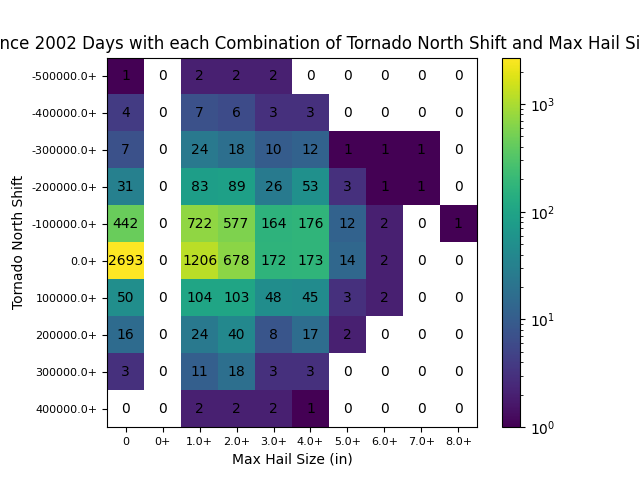 nce 2002 Days with each Combination of Tornado North Shift and Max Hail Si
-500000.0+ 1 0 2 2 2 0 0 0 0 0
-400000.0+ 4 0 7 6 3 3 0 0 0 0
-300000.0+ 7 0 24 18 10 12 1 1 1 0
-200000.0+ 31 0 83 89 26 53 3 1 1 0
-100000.0+ 442 0 722 577 164 176 12 2 0 1
0.0+ 2693 0 1206 678 172 173 14 2 0 0
100000.0+ 50 0 104 103 48 45 3 2 0 0
200000.0+ 16 0 24 40 8 17 2 0 0 0
300000.0+ 3 0 11 18 3 3 0 0 0 0
400000.0+ 0 0 2 2 2 1 0 0 0 0
0 0+ 1.0+ 2.0+ 3.0+ 4.0+ 5.0+ 6.0+ 7.0+ 8.0+
Max Hail Size (in)
Tornado North Shift
10³
10²
10¹
10⁰